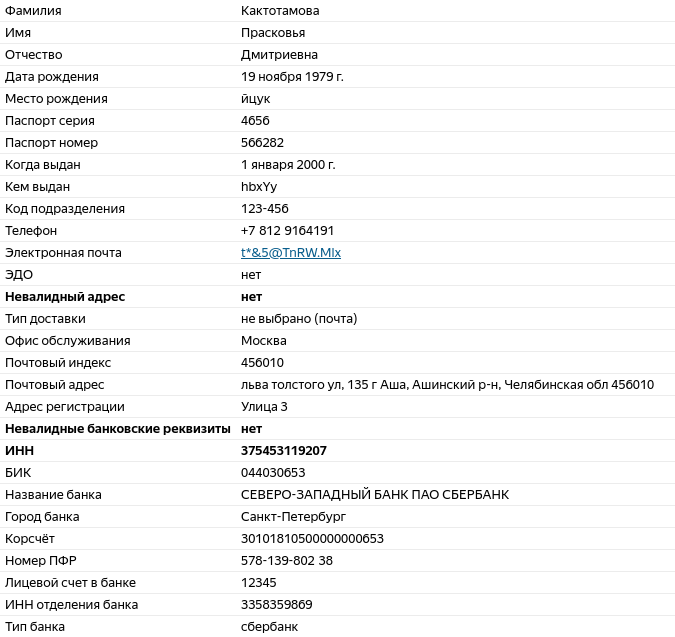 Фамилия Кактотамова
Имя Прасковья
Отчество Дмитриевна
Дата рождения 19 ноября 1979 г.
Место рождения йцук
Паспорт серия 4656
Паспорт номер 566282
Когда выдан 1 января 2000 г.
Кем выдан hbxYy
Код подразделения 123-456
Телефон +7 812 9164191
Электронная почта t*&5@TnRW.MIx
ЭДО нет
Невалидный адрес нет
Тип доставки не выбрано (почта)
Офис обслуживания Москва
Почтовый индекс 456010
Почтовый адрес льва толстого ул, 135 г Аша, Ашинский р-н, Челябинская обл 456010
Адрес регистрации Улица 3
Невалидные банковские реквизиты нет
ИНН 375453119207
БИК 044030653
Название банка СЕВЕРО-ЗАПАДНЫЙ БАНК ПАО СБЕРБАНК
Город банка Санкт-Петербург
Корсчёт 30101810500000000653
Номер ПФР 578-139-802 38
Лицевой счет в банке 12345
ИНН отделения банка 3358359869
Тип банка сбербанк